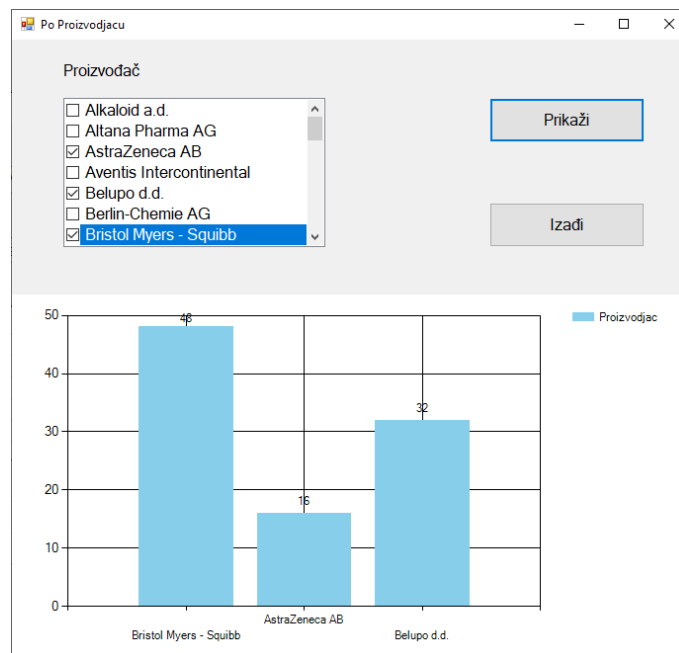 Po Proizvodjacu
Proizvođač
Alkaloid a.d.
Altana Pharma AG
AstraZeneca AB
Aventis Intercontinental
Belupo d.d.
Berlin-Chemie AG
Bristol Myers - Squibb
Prikaži
Izađi
50
40
30
20
10
0
48
16
32
Proizvodjac
AstraZeneca AB
Bristol Myers - Squibb
Belupo d.d.